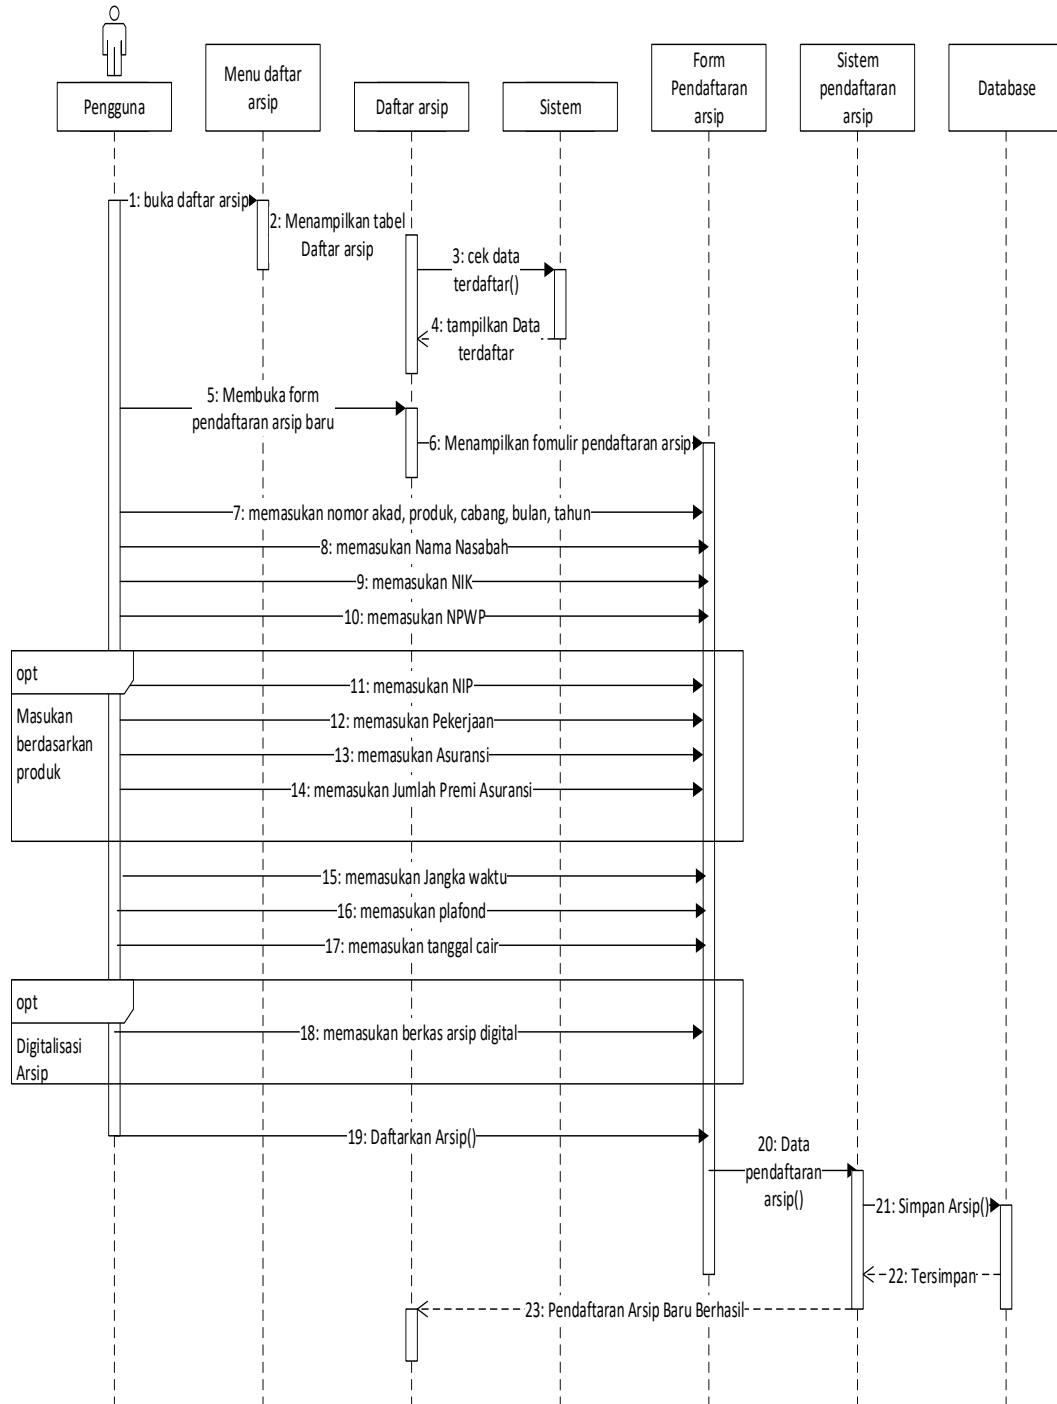 Pengguna
Menu daftar
arsip
Daftar arsip
Sistem
Form
Pendaftaran
arsip
Sistem
pendaftaran
arsip
Database
1: buka daftar arsip
2: Menampilkan tabel
Daftar arsip
3: cek data
terdaftar()
4: tampilkan Data
terdaftar
5: Membuka form
pendaftaran arsip baru
6: Menampilkan fomulir pendaftaran arsip
7: memasukan nomor akad, produk, cabang, bulan, tahun
8: memasukan Nama Nasabah
9: memasukan NIK
10: memasukan NPWP
opt
Masukan
berdasarkan
produk
11: memasukan NIP
12: memasukan Pekerjaan
13: memasukan Asuransi
14: memasukan Jumlah Premi Asuransi
15: memasukan Jangka waktu
16: memasukan plafond
17: memasukan tanggal cair
opt
Digitalisasi
Arsip
18: memasukan berkas arsip digital
19: Daftarkan Arsip()
20: Data
pendaftaran
arsip()
21: Simpan Arsip()
22: Tersimpan
23: Pendaftaran Arsip Baru Berhasil